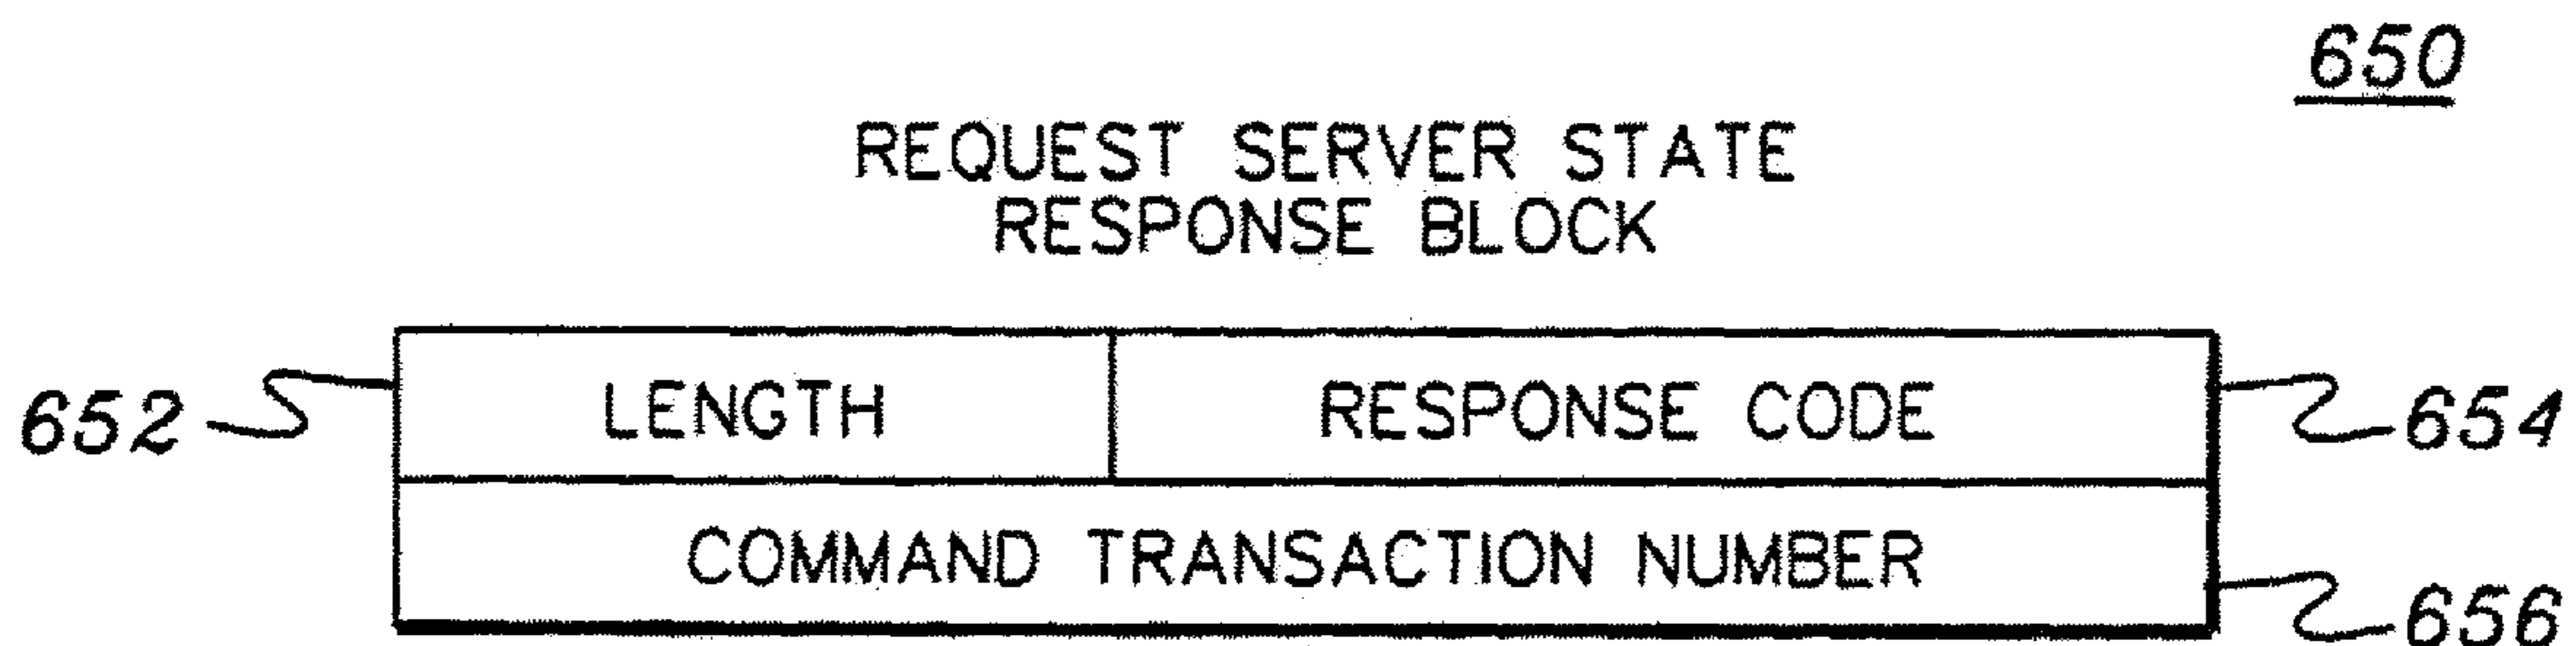 650
REQUEST SERVER STATE
RESPONSE BLOCK
652 LENGTH RESPONSE CODE 654
COMMAND TRANSACTION NUMBER 656